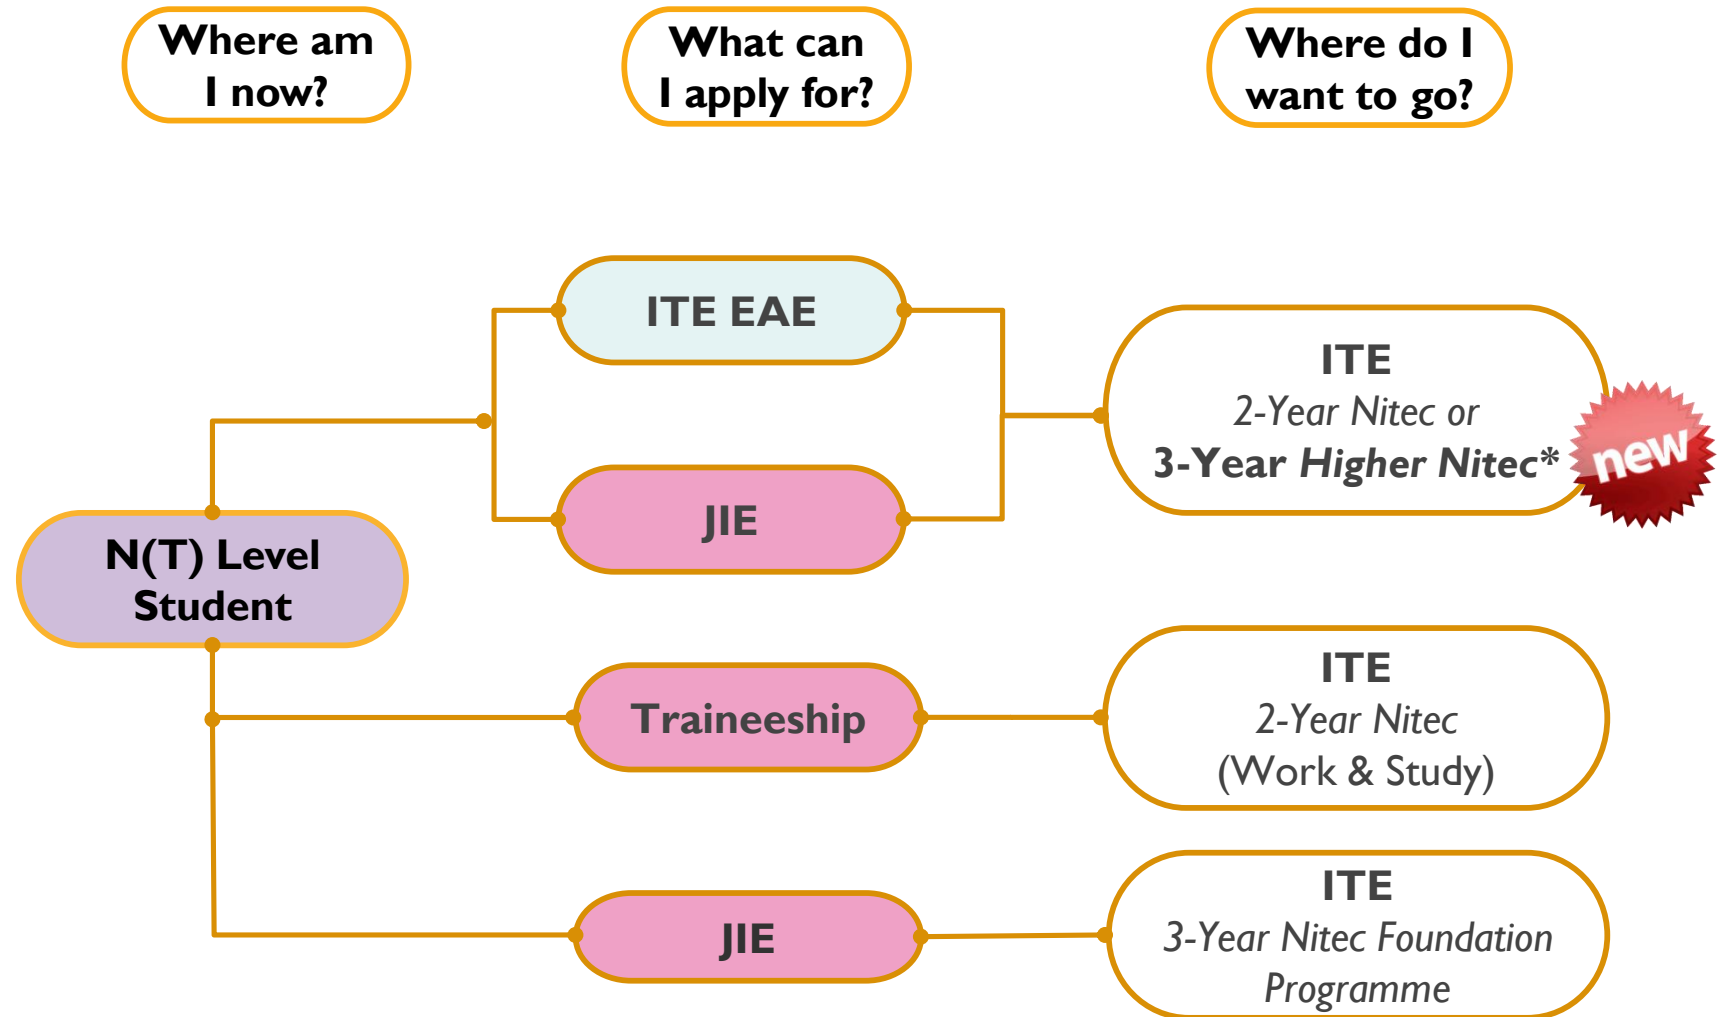 Where am
I now?
What can
I apply for?
Where do I
want to go?
ITE EAE
JIE
ITE
2-Year Nitec or
3-Year Higher Nitec*
new
N(T) Level
Student
Traineeship
ITE
2-Year Nitec
(Work & Study)
JIE
ITE
3-Year Nitec Foundation
Programme